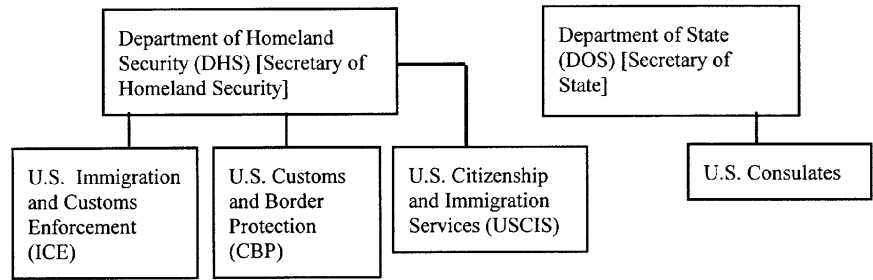 Department of Homeland
Security (DHS) [Secretary of
Homeland Security]
Department of State
(DOS) [Secretary of
State]
U.S. Immigration
and Customs
Enforcement
(ICE)
U.S. Customs
and Border
Protection
(CBP)
U.S. Citizenship
and Immigration
Services (USCIS)
U.S. Consulates